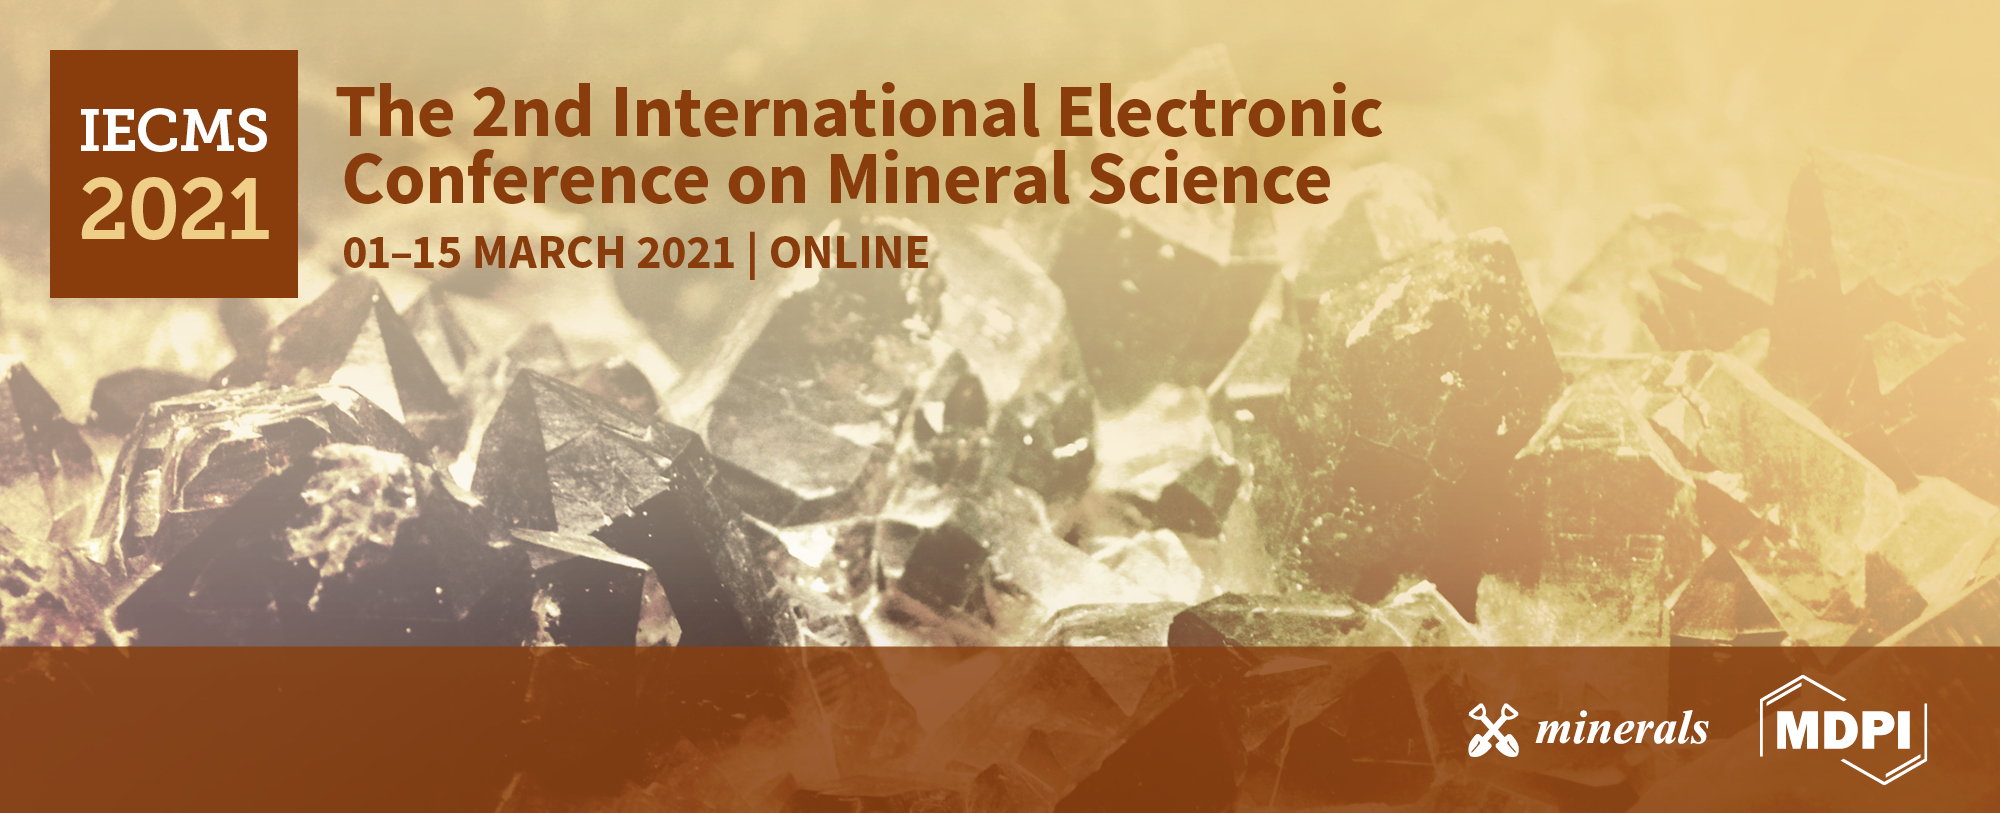 IECMS
2021
The 2nd International Electronic
Conference on Mineral Science
01–15 MARCH 2021 | ONLINE
minerals
MDPI